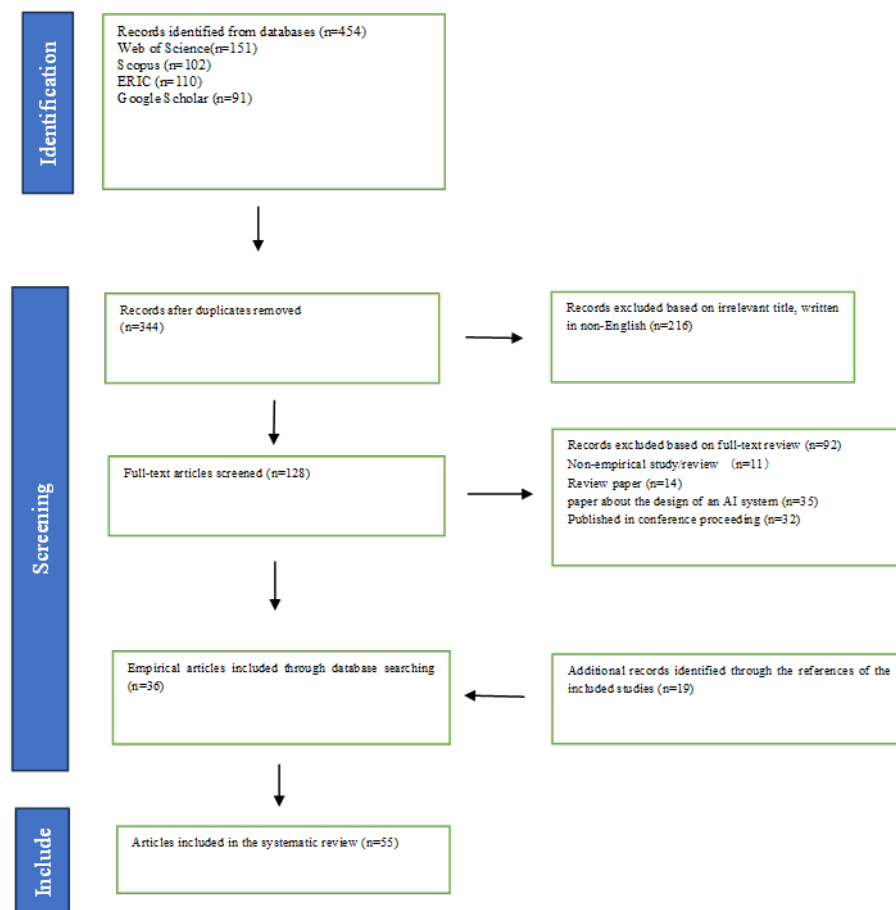 Identification
Records identified from databases (n=454)
Web of Science(n=151)
Scopus (n=102)
ERIC (n=110)
Google Scholar (n=91)
Screening
Records after duplicates removed
(n=344)
Records excluded based on irrelevant title, written
in non-English (n=216)
Full-text articles screened (n=128)
Records excluded based on full-text review (n=92)
Non-empirical study/review （n=11）
Review paper (n=14)
paper about the design of an AI system (n=35)
Published in conference proceeding (n=32)
Empirical articles included through database searching
(n=36)
Additional records identified through the references of the
included studies (n=19)
Include
Articles included in the systematic review (n=55)